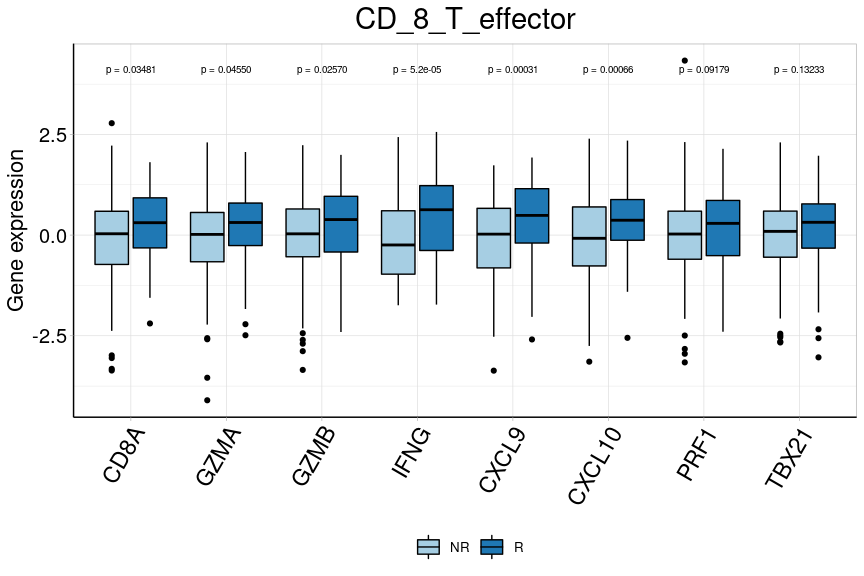 CD_8_T_effector
p = 0.03481 p = 0.04550 p = 0.02570 p = 5.2e-05 p = 0.00031 p = 0.00066 p = 0.09179 p = 0.13233
Gene expression
2.5
0.0
-2.5
CD8A GZMA GZMB IFNG CXCL9 CXCL10 PRF1 TBX21
NR R